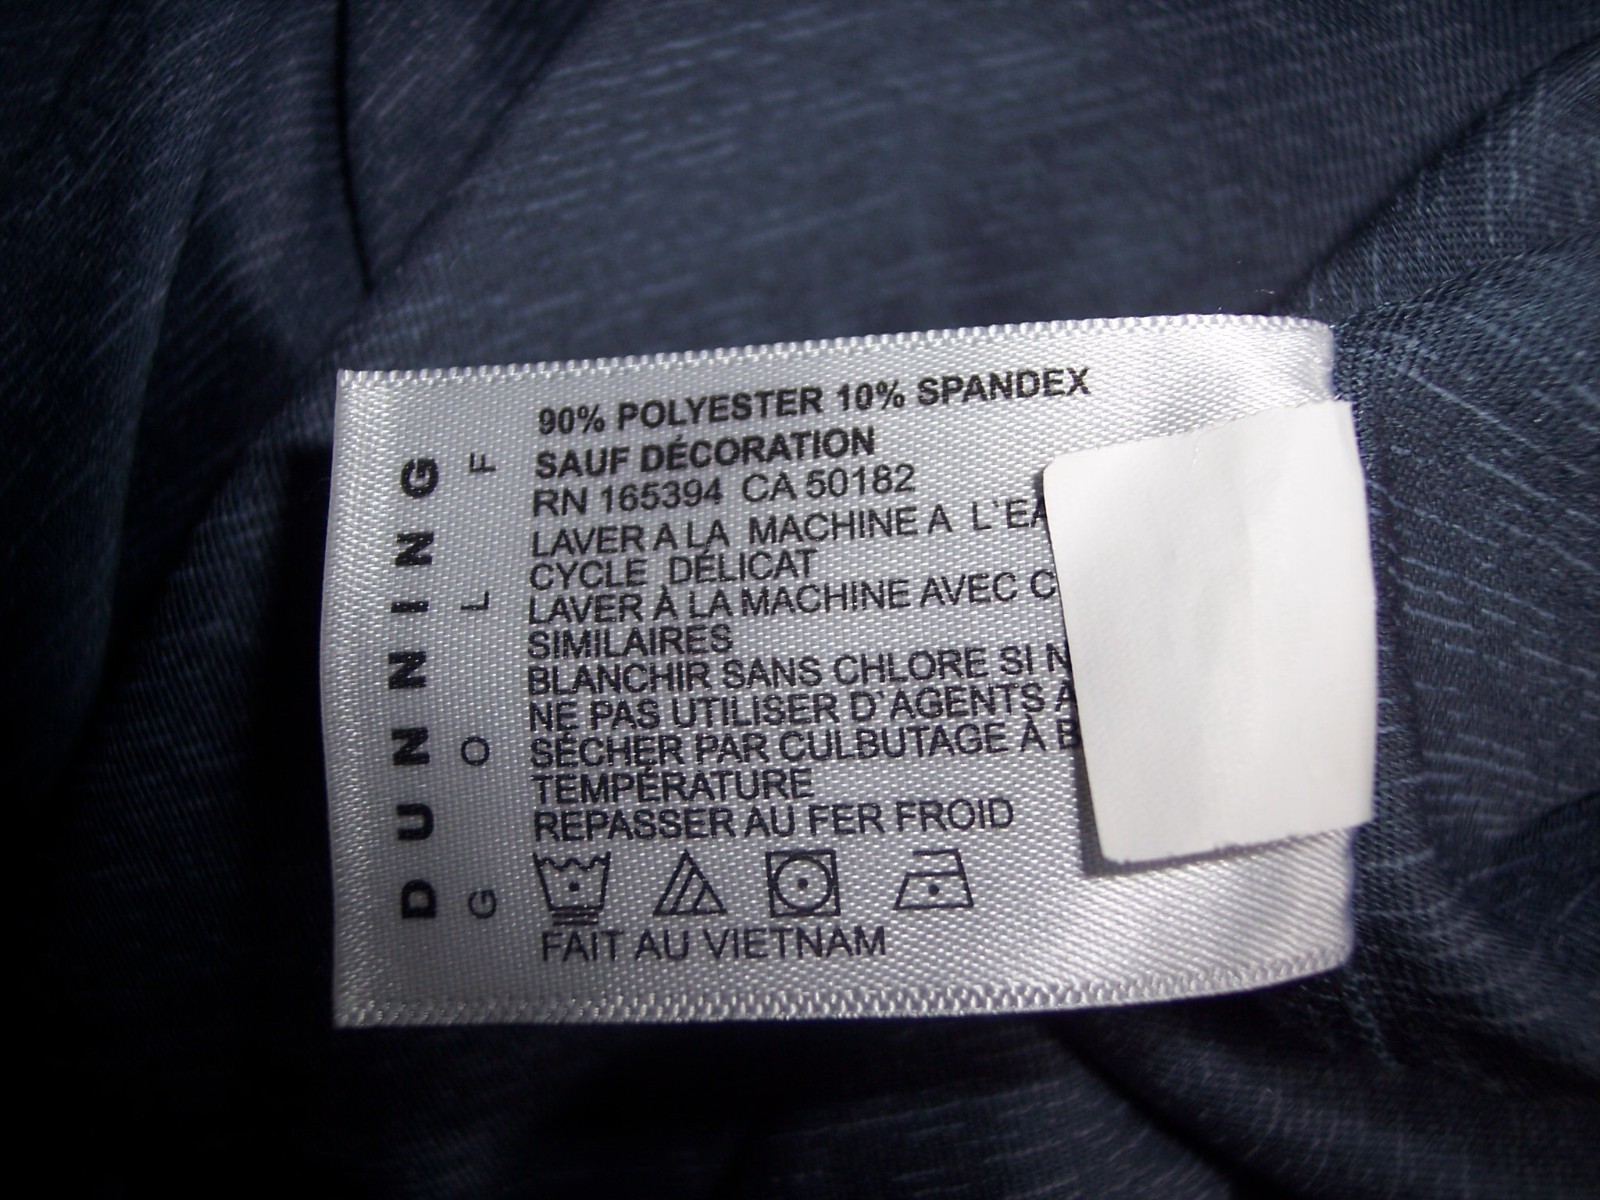 DUNNING
GOLF
90% POLYESTER 10% SPANDEX
SAUF DÉCORATION
RN 165394 CA 50182
LAVER A LA MACHINE A L'EA
CYCLE DÉLICAT
LAVER À LA MACHINE AVEC C
SIMILAIRES
BLANCHIR SANS CHLORE SI N
NE PAS UTILISER D'AGENTS A
SÉCHER PAR CULBUTAGE À B
TEMPÉRATURE
REPASSER AU FER FROID
FAIT AU VIETNAM